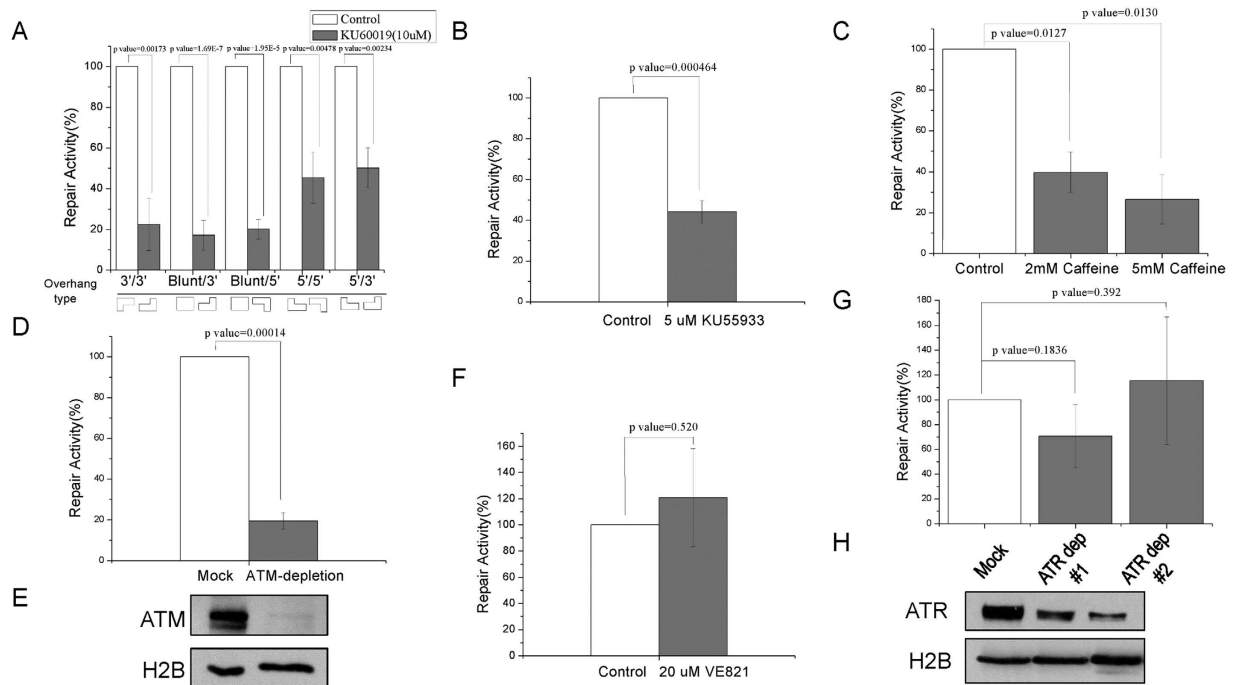 A
Control
KU60019(10uM)
p value=0.00173 p value=1.69E-7 p value=1.95E-5 p value=0.00478 p value=0.00234
100
80
60
40
20
0
Repair Activity(%)
3'/3' Blunt/3' Blunt/5' 5'/5' 5'/3'
Overhang
type
B
p value=0.000464
100
80
60
40
20
0
Repair Activity(%)
Control 5 uM KU55933
C
p value=0.0130
p value=0.0127
100
80
60
40
20
0
Repair Activity(%)
Control 2mM Caffeine 5mM Caffeine
D
p value=0.00014
100
80
60
40
20
0
Repair Activity(%)
Mock ATM-depletion
E
ATM
H2B
F
p value=0.520
160
140
120
100
80
60
40
20
0
Repair Activity(%)
Control 20 uM VE821
G
p value=0.392
p value=0.1836
180
160
140
120
100
80
60
40
20
0
Repair Activity(%)
Mock ATR dep #1 ATR dep #2
H
ATR
H2B